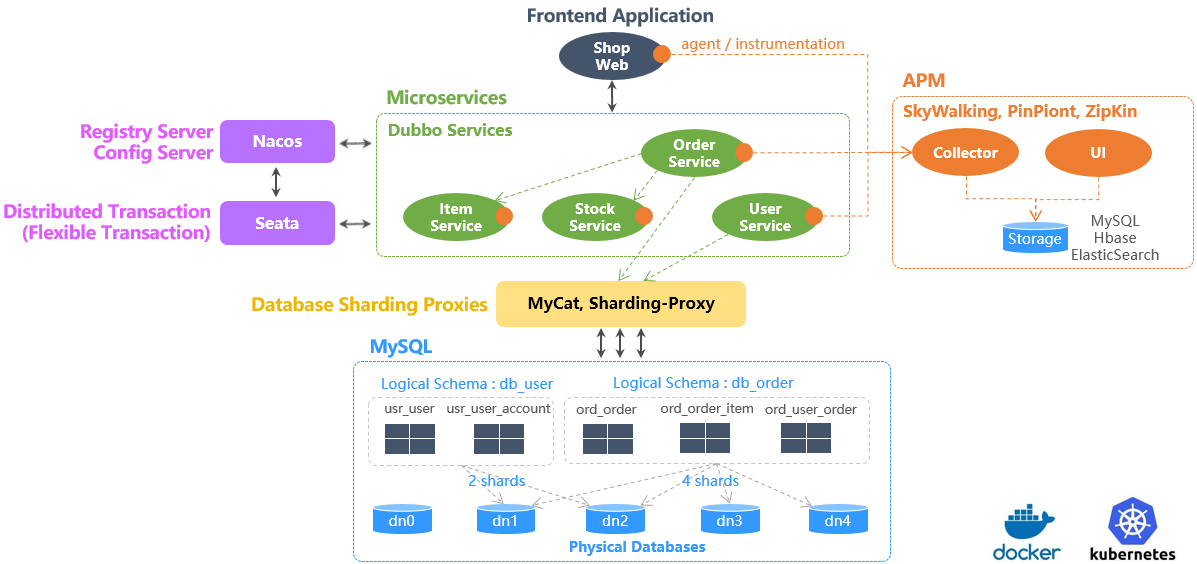 Frontend Application
Shop
Web
agent / instrumentation
APM
SkyWalking, PinPiont, ZipKin
Collector
UI
Storage
MySQL
Hbase
ElasticSearch
Microservices
Dubbo Services
Order
Service
Item
Service
Stock
Service
User
Service
Registry Server
Config Server
Nacos
Distributed Transaction
(Flexible Transaction)
Seata
Database Sharding Proxies
MyCat, Sharding-Proxy
MySQL
Logical Schema : db_user
usr_user
usr_user_account
Logical Schema : db_order
ord_order
ord_order_item
ord_user_order
2 shards
4 shards
dn0
dn1
dn2
dn3
dn4
Physical Databases
docker
kubernetes